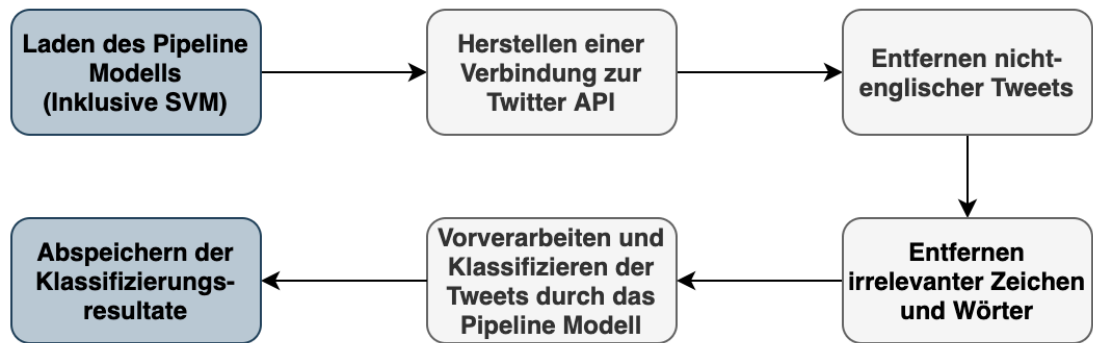 Laden des Pipeline
Modells
(Inklusive SVM)
Herstellen einer
Verbindung zur
Twitter API
Entfernen nicht-
englischer Tweets
Entfernen
irrelevanter Zeichen
und Wörter
Vorverarbeiten und
Klassifizieren der
Tweets durch das
Pipeline Modell
Abspeichern der
Klassifizierungs-
resultate